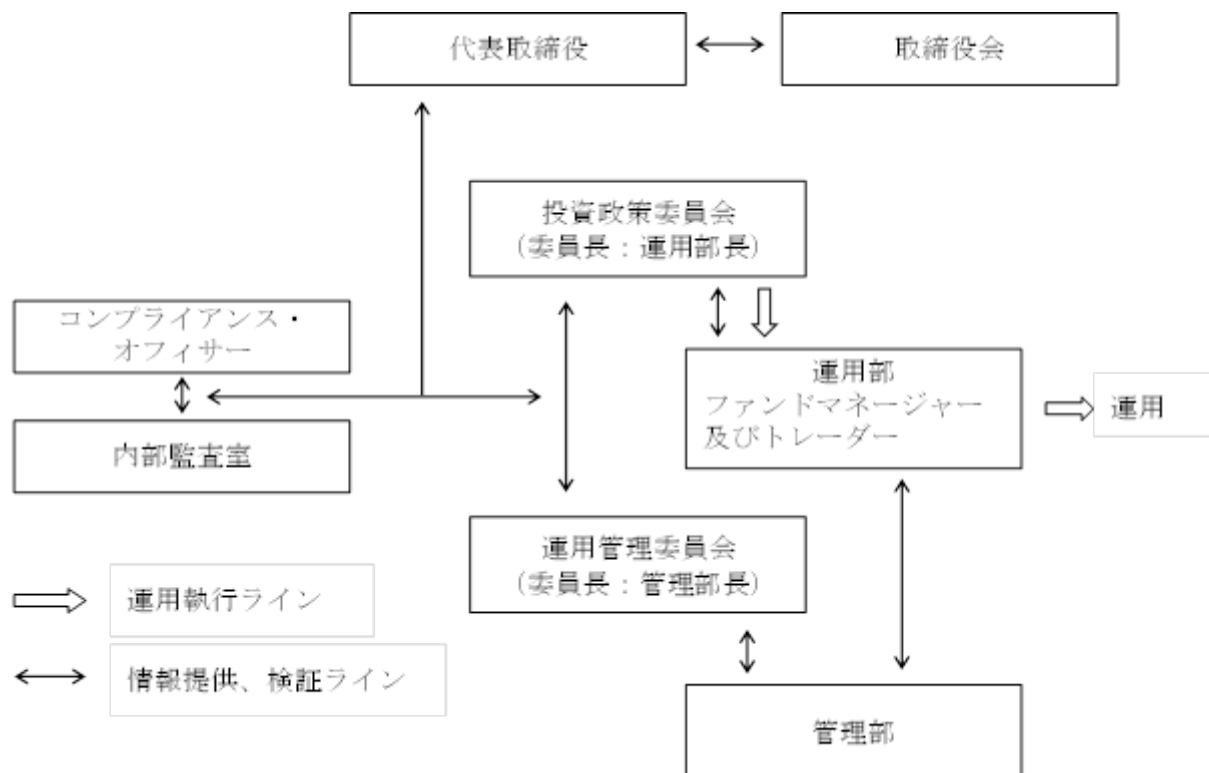 代表取締役
取締役会
投資政策委員会
(委員長:運用部長)
コンプライアンス・
オフィサー
運用部
ファンドマネージャー
及びトレーダー
運用
内部監査室
運用管理委員会
(委員長:管理部長)
運用執行ライン
情報提供、検証ライン
管理部